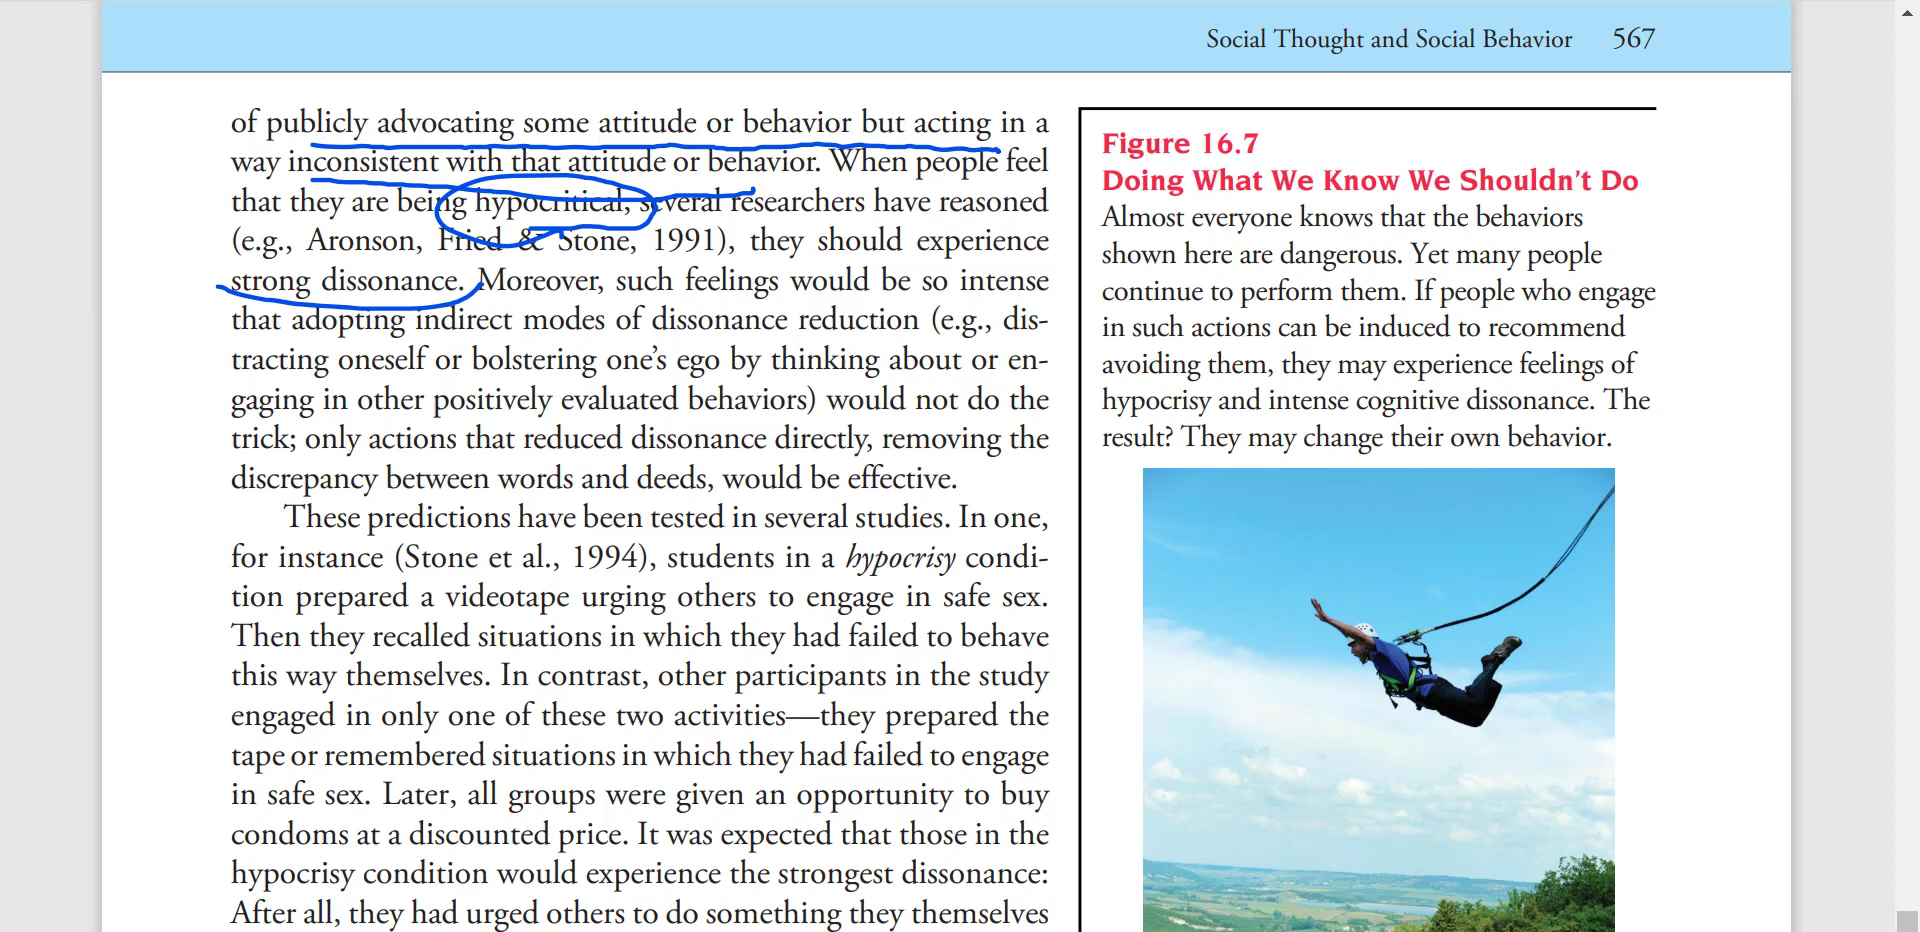 Social Thought and Social Behavior 567
of publicly advocating some attitude or behavior but acting in a
way inconsistent with that attitude or behavior. When people feel
that they are being hypocritical, several researchers have reasoned
(e.g., Aronson, Fried & Stone, 1991), they should experience
strong dissonance. Moreover, such feelings would be so intense
that adopting indirect modes of dissonance reduction (e.g., dis-
tracting oneself or bolstering one’s ego by thinking about or en-
gaging in other positively evaluated behaviors) would not do the
trick; only actions that reduced dissonance directly, removing the
discrepancy between words and deeds, would be effective.
These predictions have been tested in several studies. In one,
for instance (Stone et al., 1994), students in a hypocrisy condi-
tion prepared a videotape urging others to engage in safe sex.
Then they recalled situations in which they had failed to behave
this way themselves. In contrast, other participants in the study
engaged in only one of these two activities—they prepared the
tape or remembered situations in which they had failed to engage
in safe sex. Later, all groups were given an opportunity to buy
condoms at a discounted price. It was expected that those in the
hypocrisy condition would experience the strongest dissonance:
After all, they had urged others to do something they themselves
Figure 16.7
Doing What We Know We Shouldn’t Do
Almost everyone knows that the behaviors
shown here are dangerous. Yet many people
continue to perform them. If people who engage
in such actions can be induced to recommend
avoiding them, they may experience feelings of
hypocrisy and intense cognitive dissonance. The
result? They may change their own behavior.